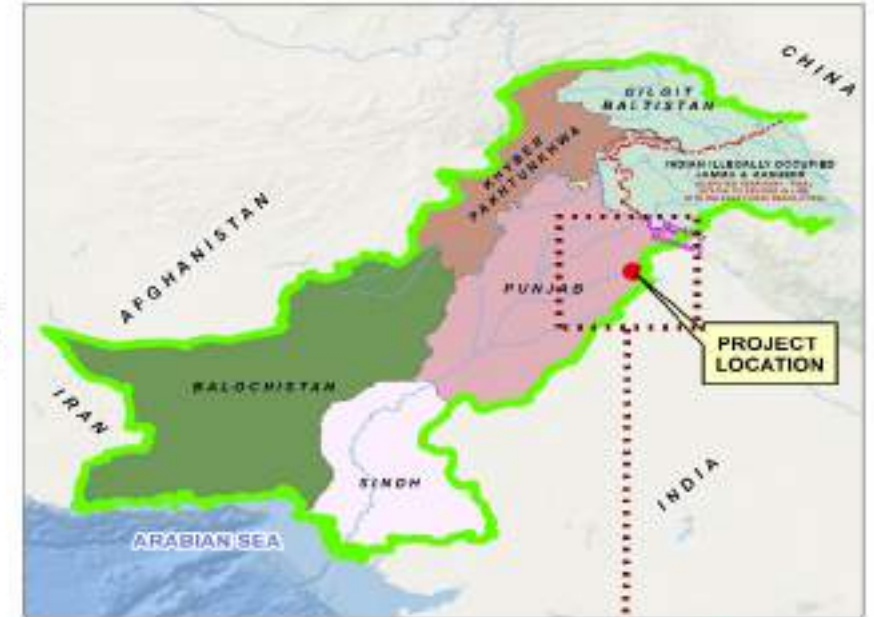 CHINA
GILGIT
BALTISTAN
KHYBER
PAKHTUNKHWA
INDIAN ILLEGALLY OCCUPIED
JAMMU & KASHMIR
AFGHANISTAN
PUNJAB
PROJECT
LOCATION
BALOCHISTAN
IRAN
SINDH
INDIA
ARABIAN SEA